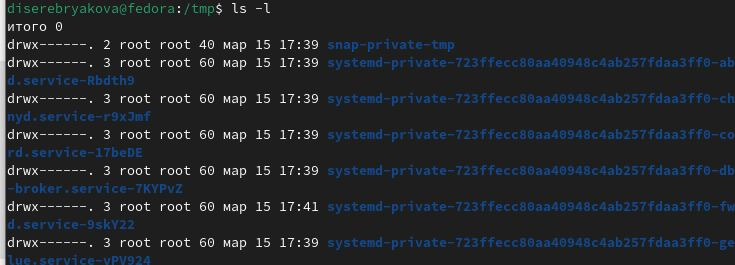 diserebryakova@fedora:/tmp$ ls -l
итого 0
drwx------. 2 root root 40 мар 15 17:39 snap-private-tmp
drwx------. 3 root root 60 мар 15 17:39 systemd-private-723ffecc80aa40948c4ab257fdaa3ff0-ab
d.service-Rbdth9
drwx------. 3 root root 60 мар 15 17:39 systemd-private-723ffecc80aa40948c4ab257fdaa3ff0-ch
nyd.service-r9xJmf
drwx------. 3 root root 60 мар 15 17:39 systemd-private-723ffecc80aa40948c4ab257fdaa3ff0-co
rd.service-17beDE
drwx------. 3 root root 60 мар 15 17:39 systemd-private-723ffecc80aa40948c4ab257fdaa3ff0-db
-broker.service-7KYPvZ
drwx------. 3 root root 60 мар 15 17:41 systemd-private-723ffecc80aa40948c4ab257fdaa3ff0-fw
d.service-9skY22
drwx------. 3 root root 60 мар 15 17:39 systemd-private-723ffecc80aa40948c4ab257fdaa3ff0-ge
lue.service-vPV924